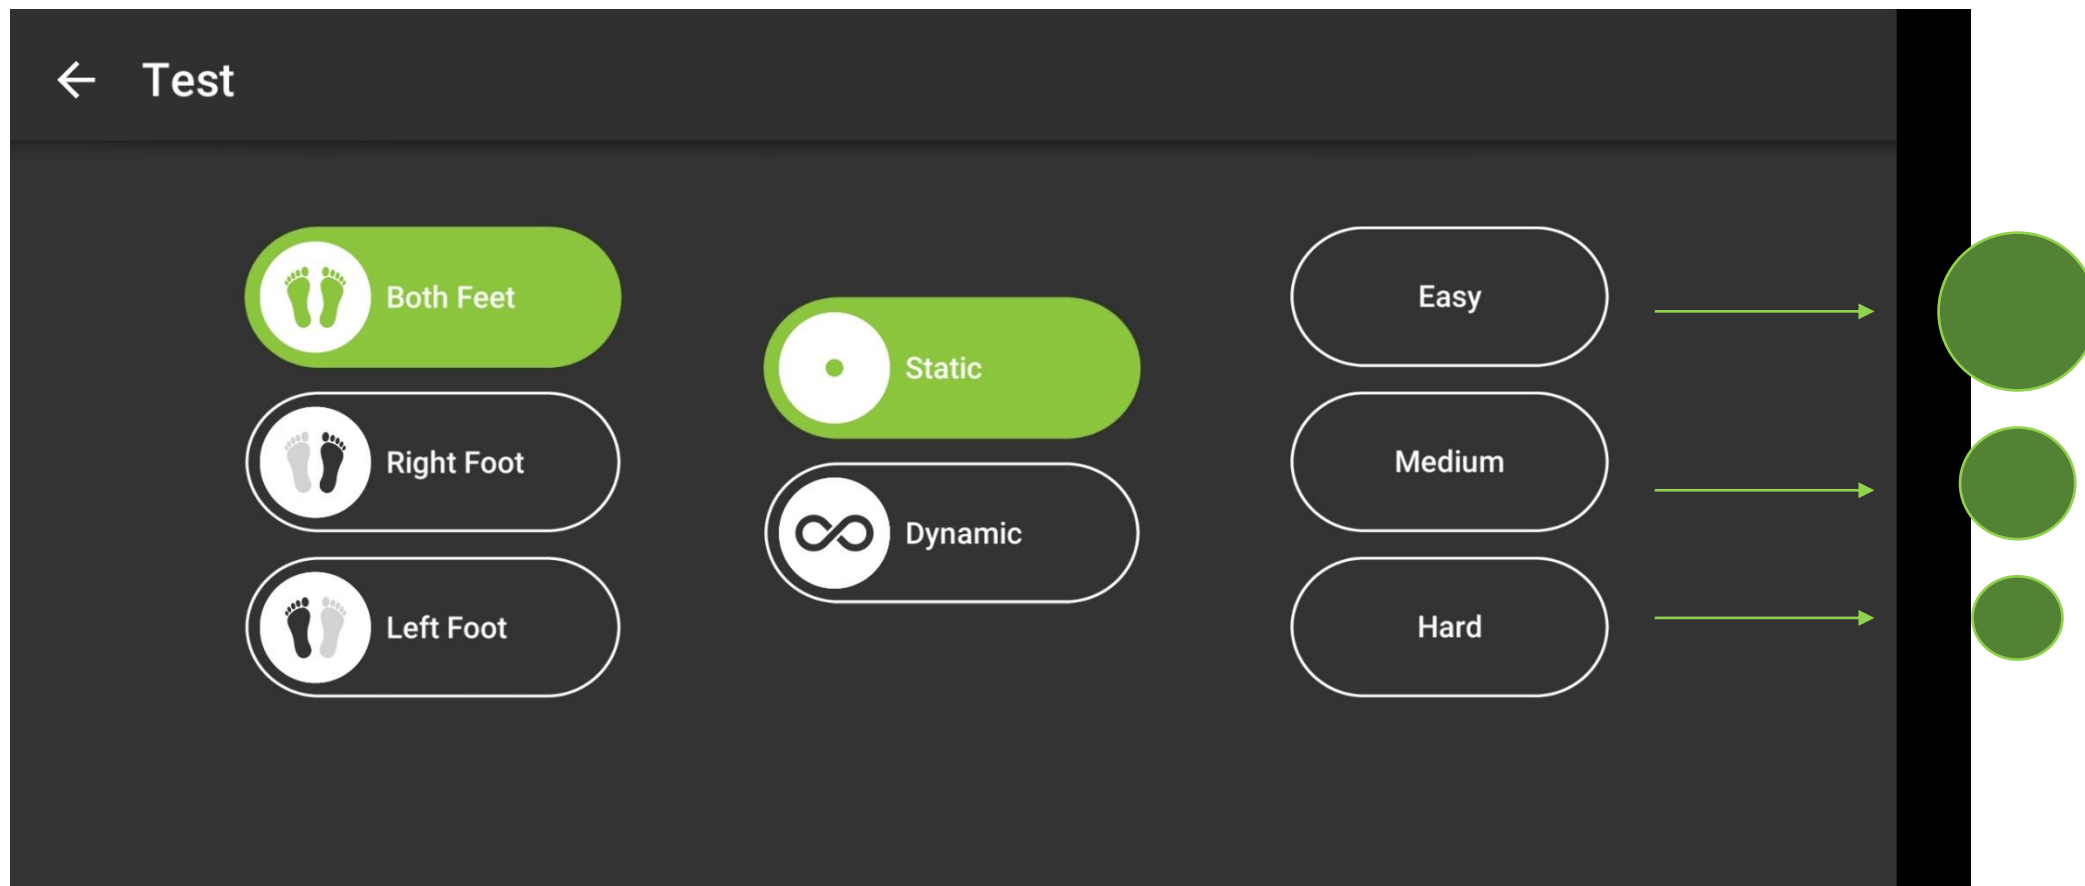 Test
Both Feet
Right Foot
Left Foot
Static
Dynamic
Easy
Medium
Hard